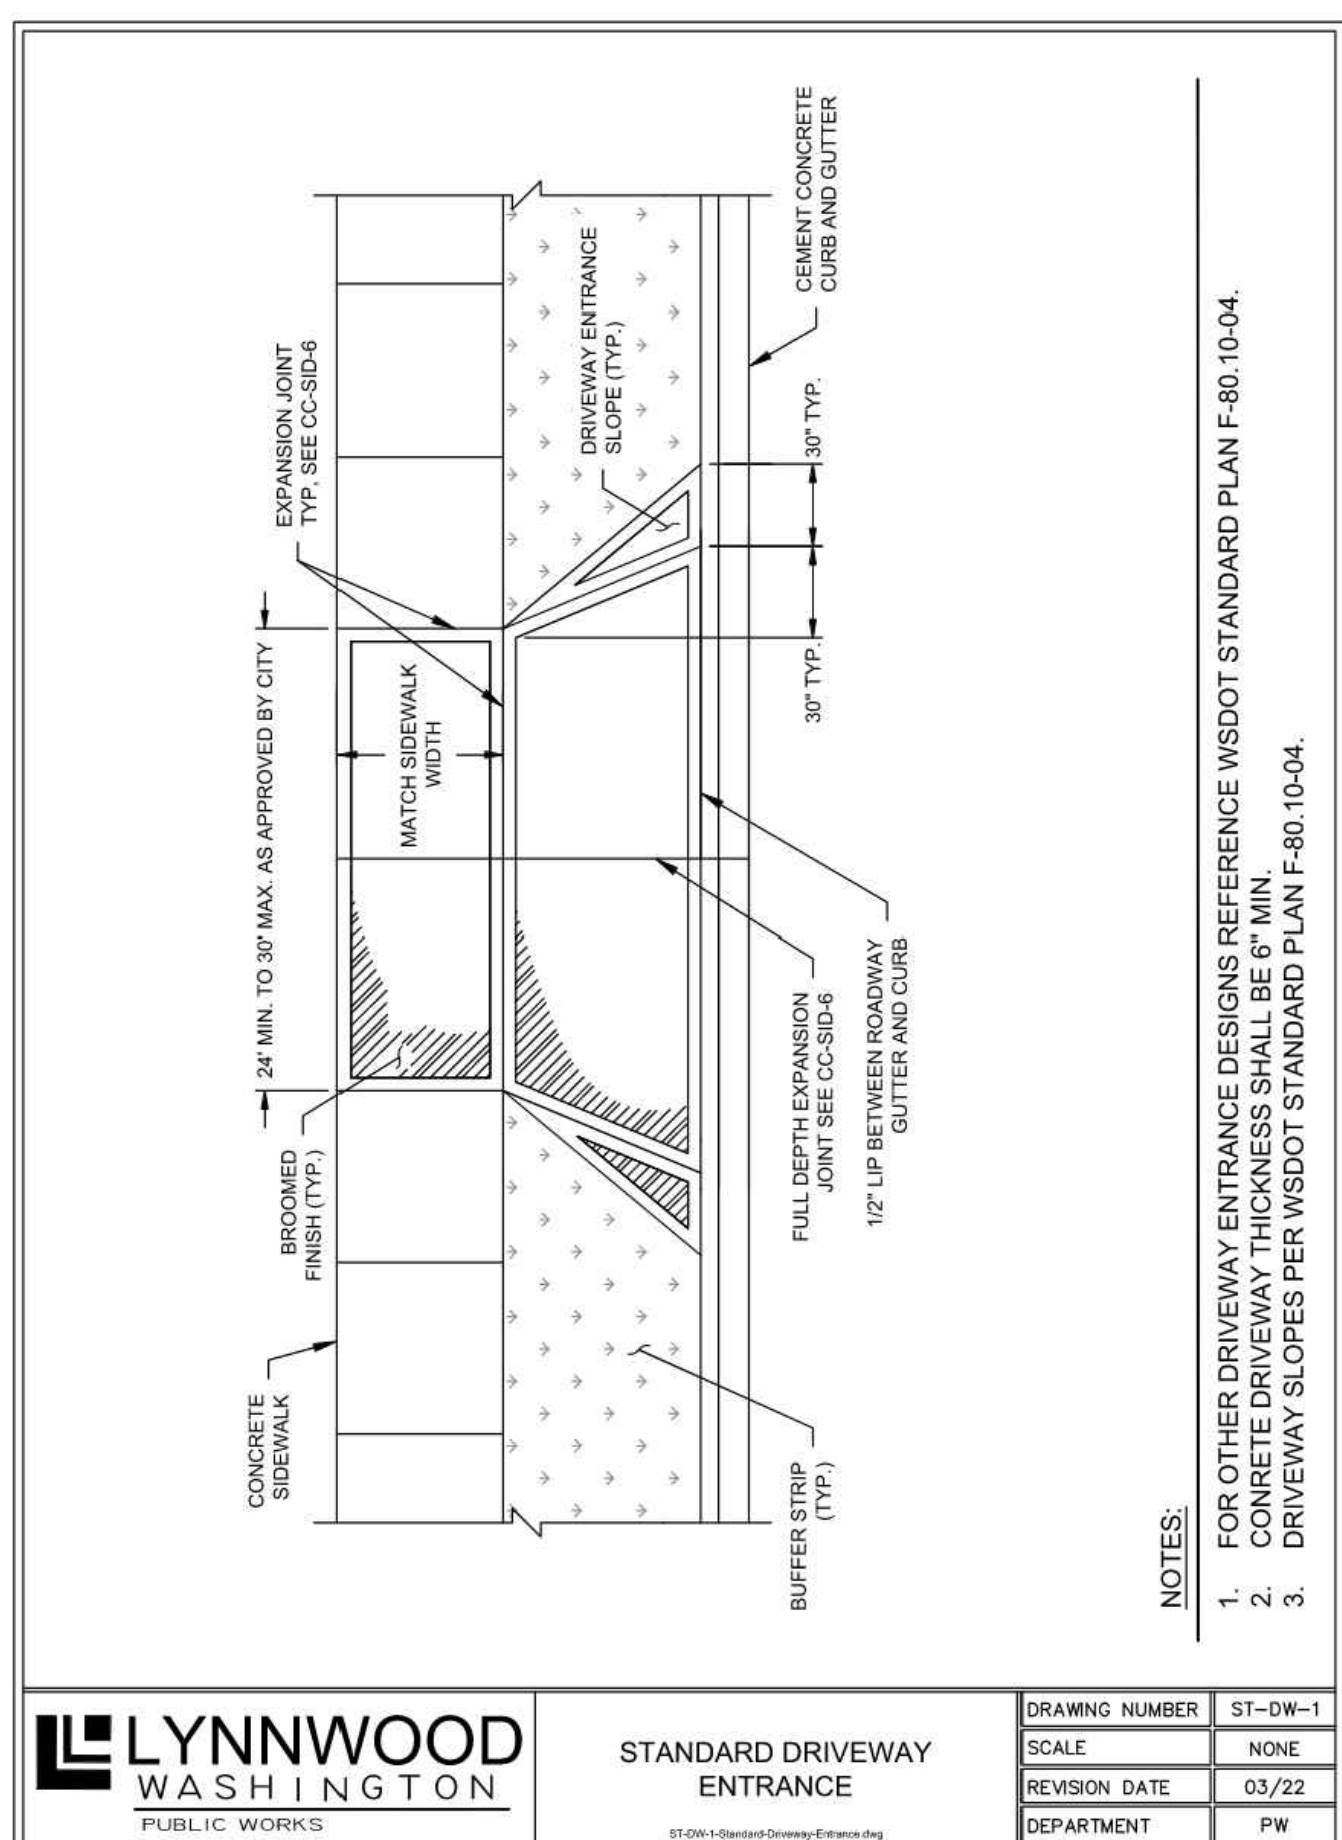 EXPANSION JOINT
TYP, SEE CC-SID-6
24' MIN. TO 30' MAX. AS APPROVED BY CITY
MATCH SIDEWALK
WIDTH
BROOMED
FINISH (TYP.)
CONCRETE
SIDEWALK
DRIVEWAY ENTRANCE
SLOPE (TYP.)
CEMENT CONCRETE
CURB AND GUTTER
30" TYP.
30" TYP.
FULL DEPTH EXPANSION
JOINT SEE CC-SID-6
1/2" LIP BETWEEN ROADWAY
GUTTER AND CURB
BUFFER STRIP
(TYP.)
NOTES:
1. FOR OTHER DRIVEWAY ENTRANCE DESIGNS REFERENCE WSDOT STANDARD PLAN F-80.10-04.
2. CONRETE DRIVEWAY THICKNESS SHALL BE 6" MIN.
3. DRIVEWAY SLOPES PER WSDOT STANDARD PLAN F-80.10-04.
LYNNWOOD
WASHINGTON
PUBLIC WORKS
STANDARD DRIVEWAY
ENTRANCE
ST-DW-1-Standard-Driveway-Entrance.dwg
DRAWING NUMBER ST-DW-1
SCALE NONE
REVISION DATE 03/22
DEPARTMENT PW